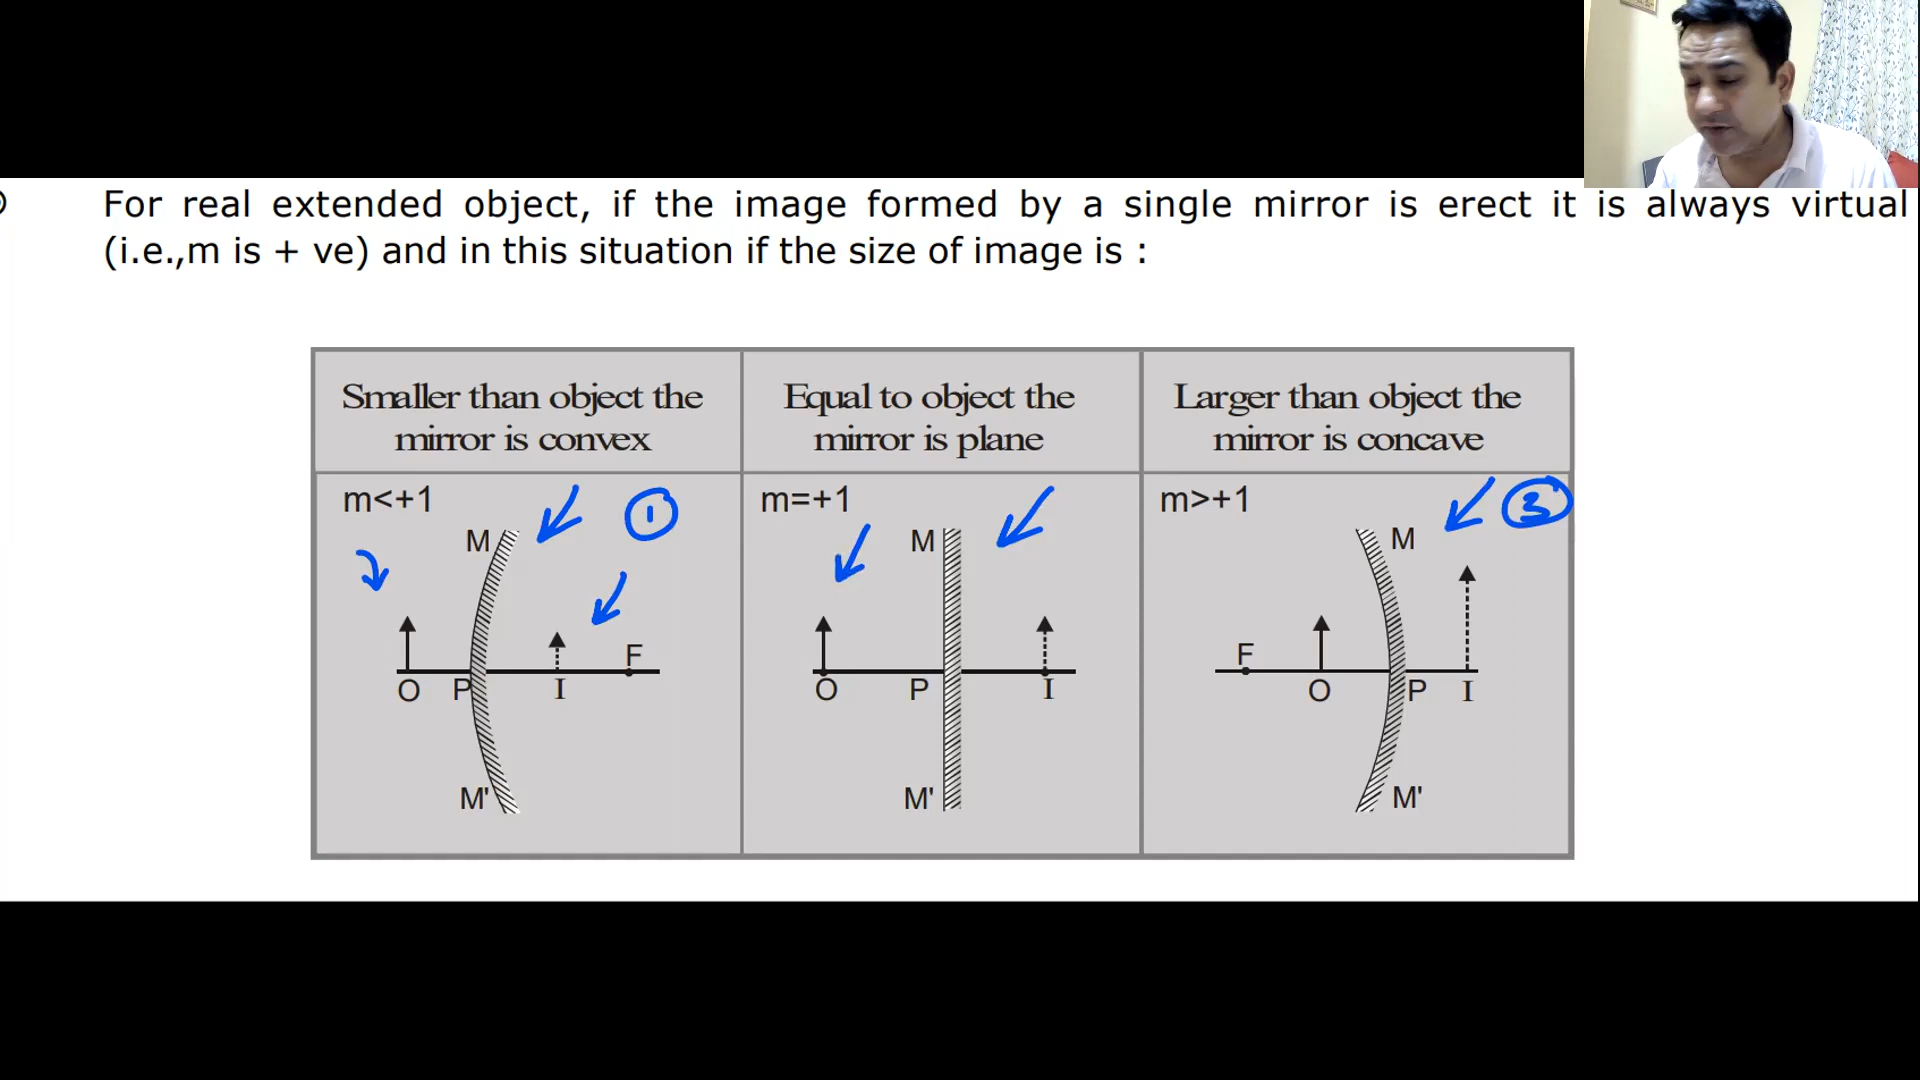 For real extended object, if the image formed by a single mirror is erect it is always virtual
(i.e.,m is + ve) and in this situation if the size of image is :
Smaller than object the
mirror is convex
Equal to object the
mirror is plane
Larger than object the
mirror is concave
m<+1
1
M
O
P
I
F
M'
m=+1
M
O
P
I
M'
m>+1
3
M
F
O
P
I
M'